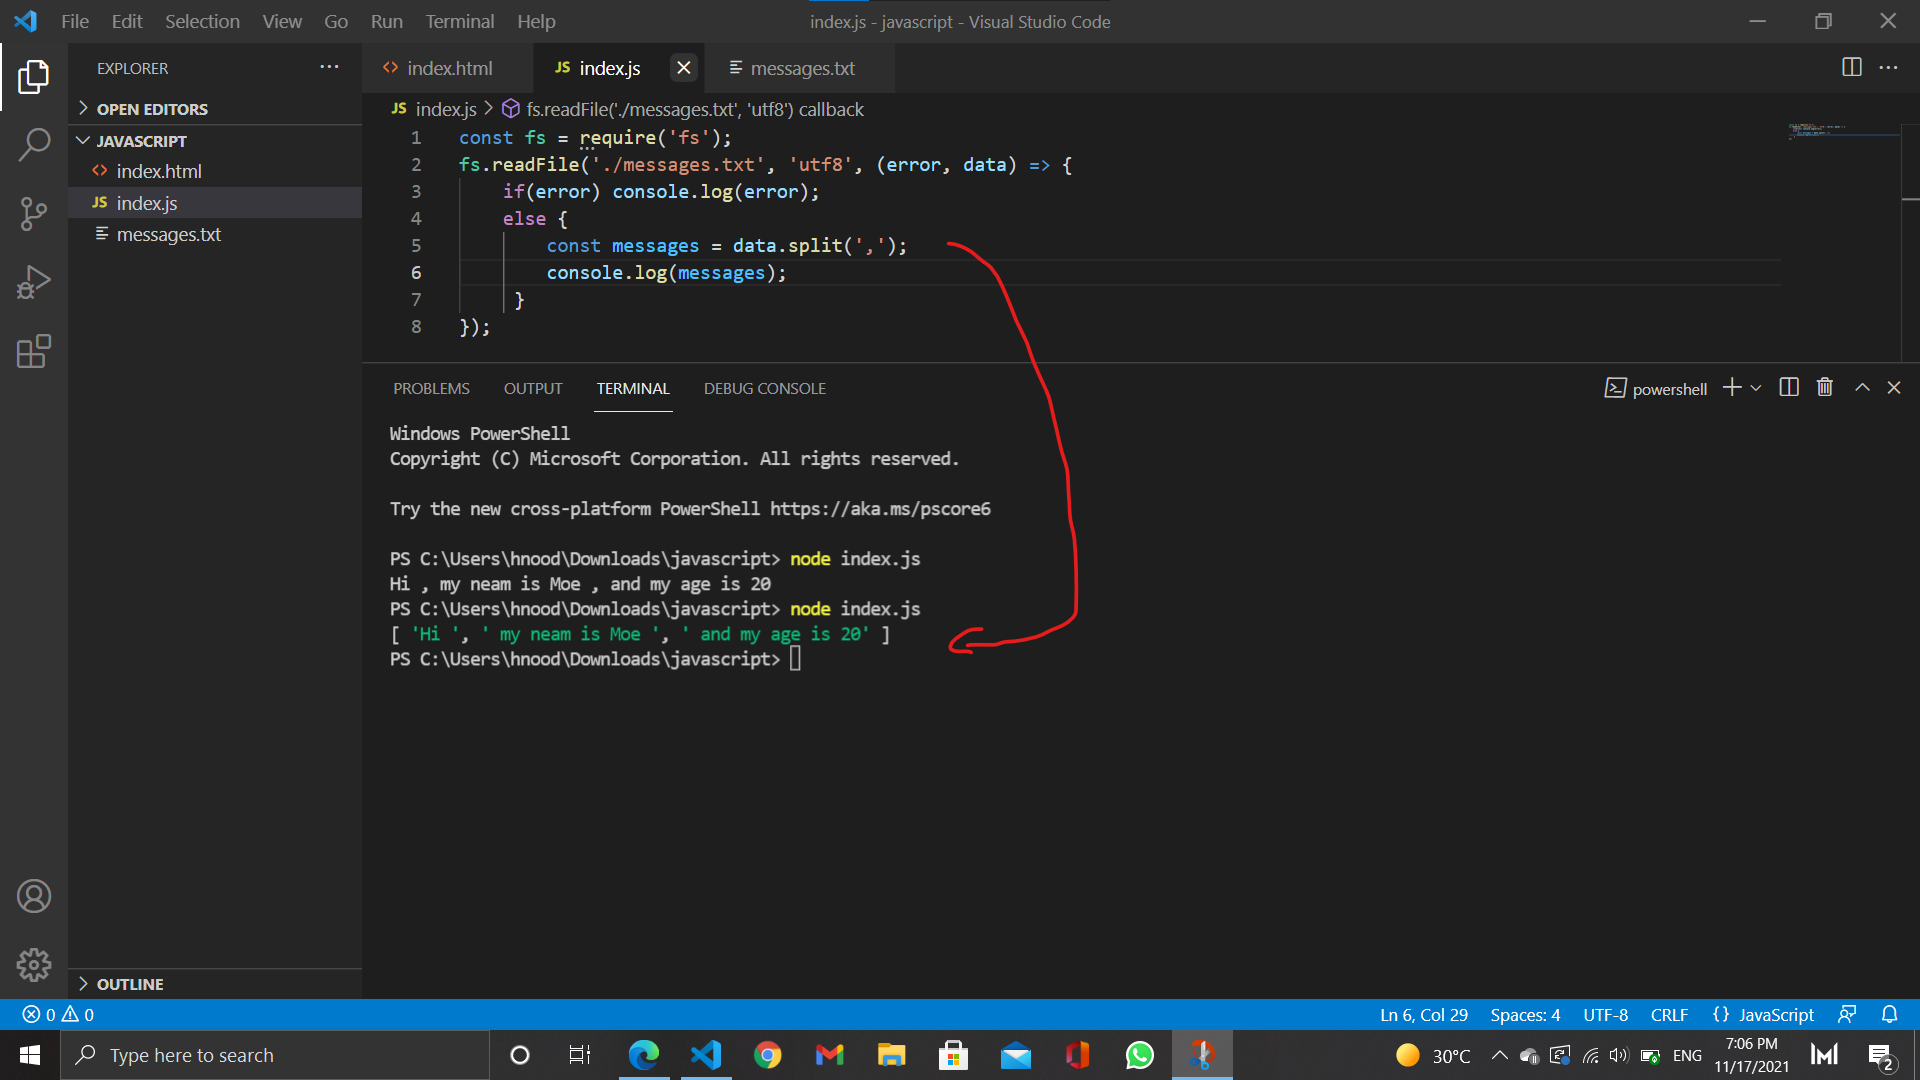 File Edit Selection View Go Run Terminal Help
index.js - javascript - Visual Studio Code
EXPLORER
OPEN EDITORS
JAVASCRIPT
index.html
JS index.js
messages.txt
OUTLINE
index.html
JS index.js
messages.txt
JS index.js > fs.readFile('./messages.txt', 'utf8') callback
1 const fs = require('fs');
2 fs.readFile('./messages.txt', 'utf8', (error, data) => {
3 if(error) console.log(error);
4 else {
5 const messages = data.split(',');
6 console.log(messages);
7 }
8 });
PROBLEMS OUTPUT TERMINAL DEBUG CONSOLE
powershell
Windows PowerShell
Copyright (C) Microsoft Corporation. All rights reserved.
Try the new cross-platform PowerShell https://aka.ms/pscore6
PS C:\Users\hnood\Downloads\javascript> node index.js
Hi , my neam is Moe , and my age is 20
PS C:\Users\hnood\Downloads\javascript> node index.js
[ 'Hi ', ' my neam is Moe ', ' and my age is 20' ]
PS C:\Users\hnood\Downloads\javascript>
0 0
Ln 6, Col 29 Spaces: 4 UTF-8 CRLF {} JavaScript
Type here to search
30°C
ENG
7:06 PM
11/17/2021
2